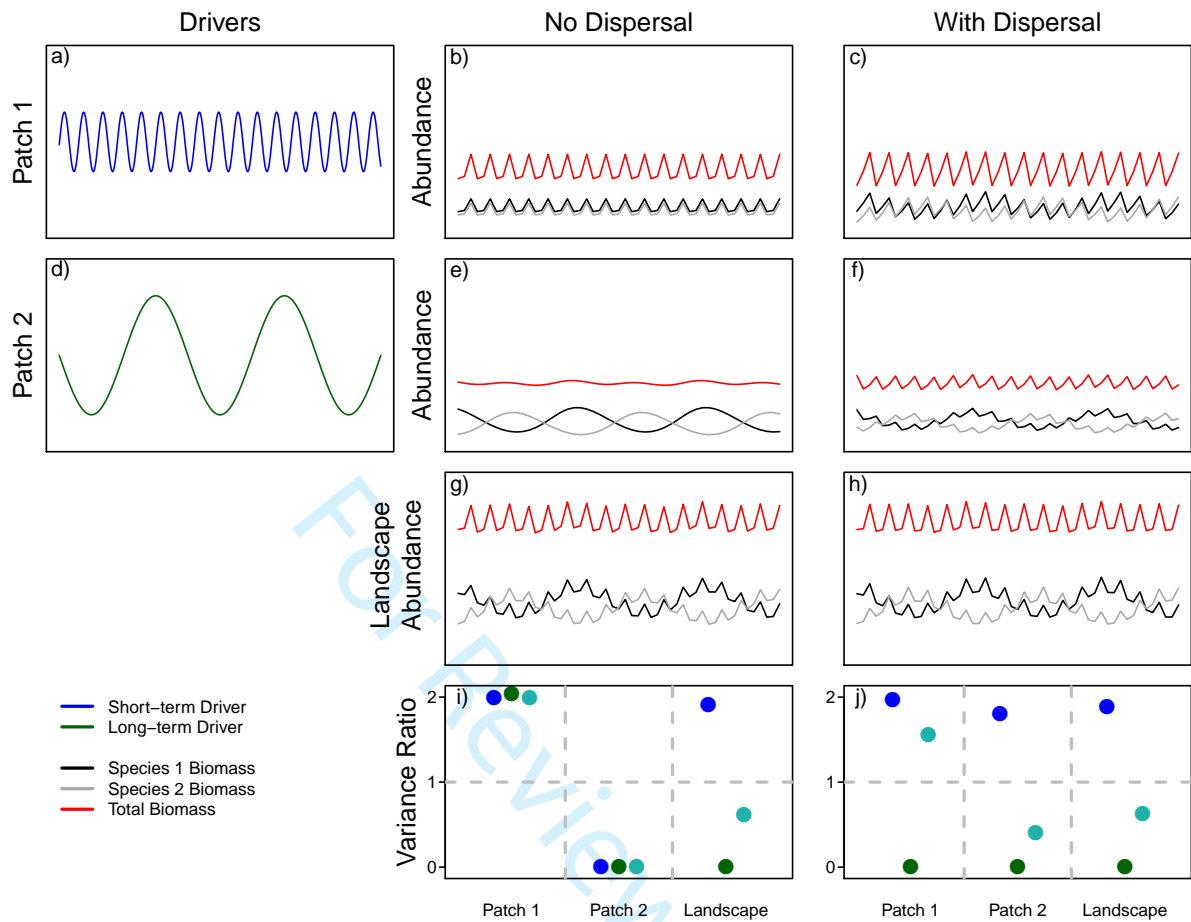 Drivers
No Dispersal
With Dispersal
Patch 1
a)
Abundance
b)
c)
Patch 2
d)
Abundance
e)
f)
Landscape
Abundance
g)
h)
Short−term Driver
Long−term Driver
Species 1 Biomass
Species 2 Biomass
Total Biomass
Variance Ratio
i)
2
1
0
Patch 1
Patch 2
Landscape
j)
2
1
0
Patch 1
Patch 2
Landscape
For Review